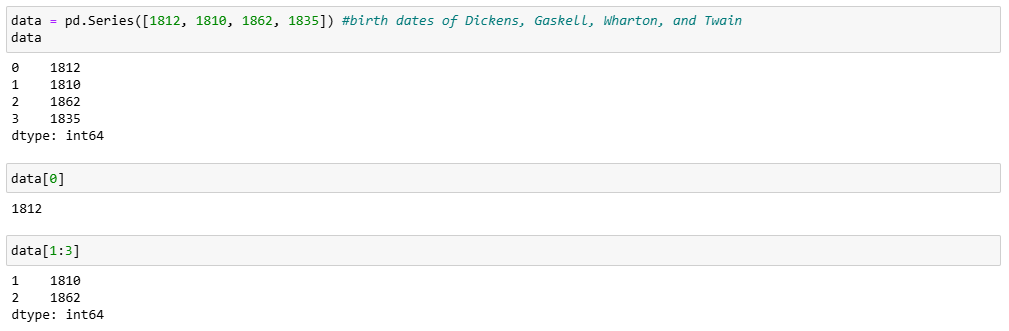 data = pd.Series([1812, 1810, 1862, 1835]) #birth dates of Dickens, Gaskell, Wharton, and Twain
data
0    1812
1    1810
2    1862
3    1835
dtype: int64
data[0]
1812
data[1:3]
1    1810
2    1862
dtype: int64